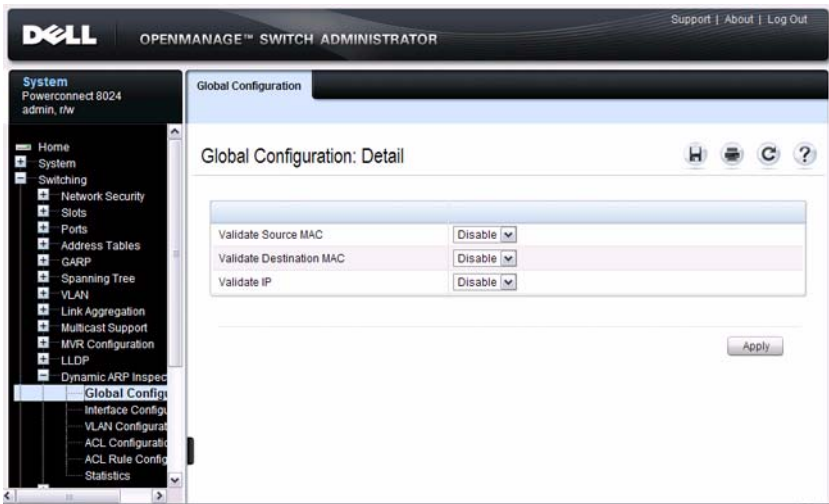 Support | About | Log Out
DELL
OPENMANAGE™ SWITCH ADMINISTRATOR
System
Powerconnect 8024
admin, r/w
Home
System
Switching
Network Security
Slots
Ports
Address Tables
GARP
Spanning Tree
VLAN
Link Aggregation
Multicast Support
MVR Configuration
LLDP
Dynamic ARP Inspec
Global Config
Interface Configu
VLAN Configurat
ACL Configuratio
ACL Rule Config
Statistics
Global Configuration
Global Configuration: Detail
?
Validate Source MAC Disable
Validate Destination MAC Disable
Validate IP Disable
Apply